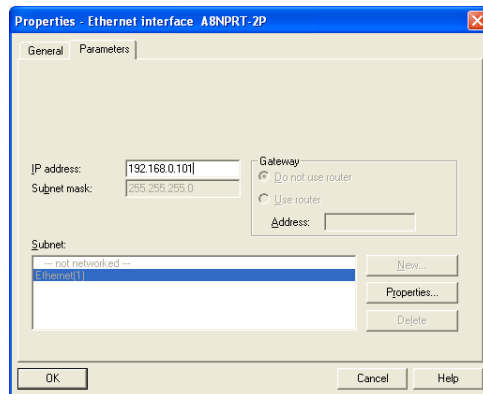 Properties - Ethernet interface  A8NPRT-2P
General
Parameters
IP address:
192.168.0.101
Subnet mask:
255.255.255.0
Gateway
Do not use router
Use router
Address:
Subnet:
--- not networked ---
Ethernet(1)
New...
Properties...
Delete
OK
Cancel
Help